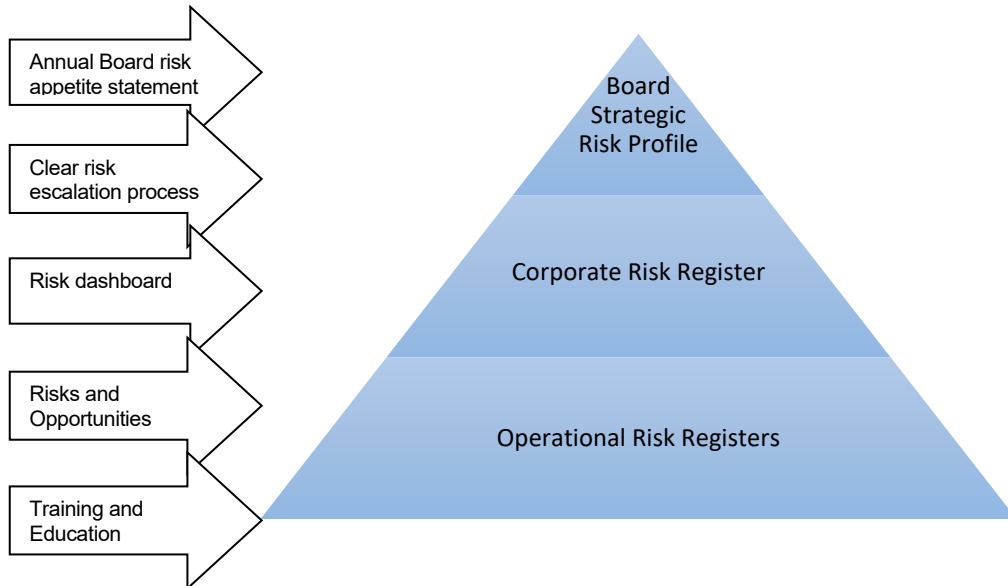 Annual Board risk
appetite statement
Clear risk
escalation process
Risk dashboard
Risks and
Opportunities
Training and
Education
Board
Strategic
Risk Profile
Corporate Risk Register
Operational Risk Registers